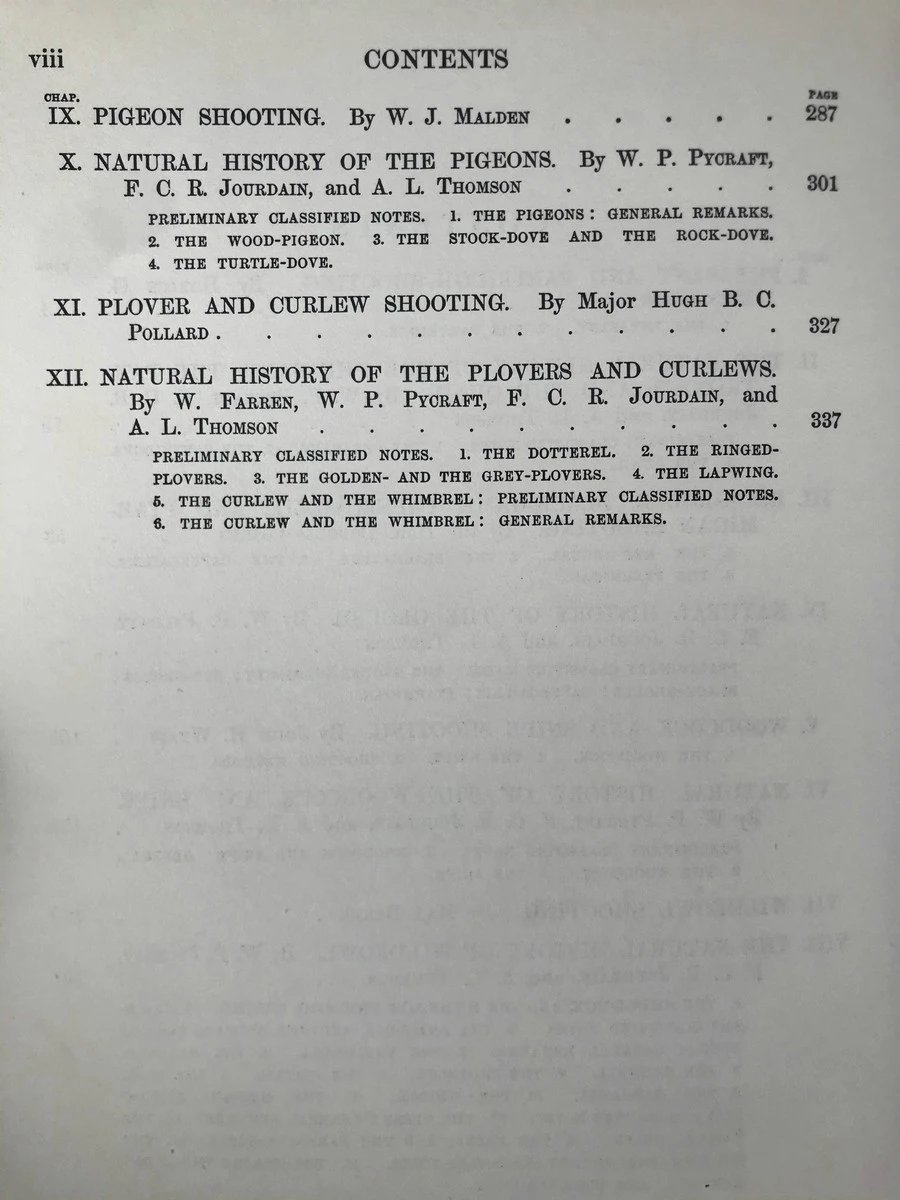 viii CONTENTS
CHAP. PAGE
IX. PIGEON SHOOTING. By W. J. MALDEN . . . . . 287
X. NATURAL HISTORY OF THE PIGEONS. By W. P. PYCRAFT,
F. C. R. JOURDAIN, and A. L. THOMSON . . . . . 301
PRELIMINARY CLASSIFIED NOTES. 1. THE PIGEONS: GENERAL REMARKS.
2. THE WOOD-PIGEON. 3. THE STOCK-DOVE AND THE ROCK-DOVE.
4. THE TURTLE-DOVE.
XI. PLOVER AND CURLEW SHOOTING. By Major HUGH B. C.
POLLARD . . . . . . . . . . . . 327
XII. NATURAL HISTORY OF THE PLOVERS AND CURLEWS.
By W. FARREN, W. P. PYCRAFT, F. C. R. JOURDAIN, and
A. L. THOMSON . . . . . . . . . . 337
PRELIMINARY CLASSIFIED NOTES. 1. THE DOTTEREL. 2. THE RINGED-
PLOVERS. 3. THE GOLDEN- AND THE GREY-PLOVERS. 4. THE LAPWING.
5. THE CURLEW AND THE WHIMBREL: PRELIMINARY CLASSIFIED NOTES.
6. THE CURLEW AND THE WHIMBREL: GENERAL REMARKS.